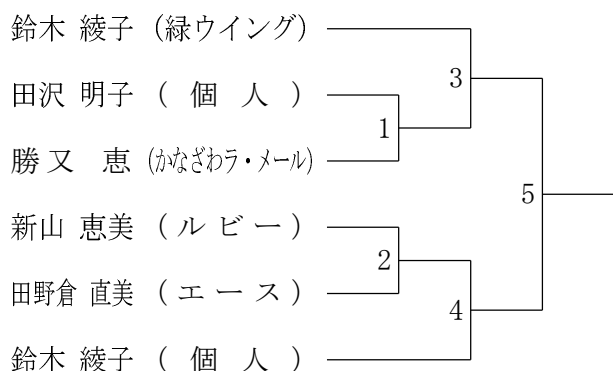 鈴木 綾子 (緑ウイング)
田沢 明子 ( 個 人 )
勝 又 恵 (かなざわラ・メール)
新山 恵美 ( ル ビ ー )
田野倉 直美 ( エ ー ス )
鈴木 綾子 ( 個 人 )
1
2
3
4
5